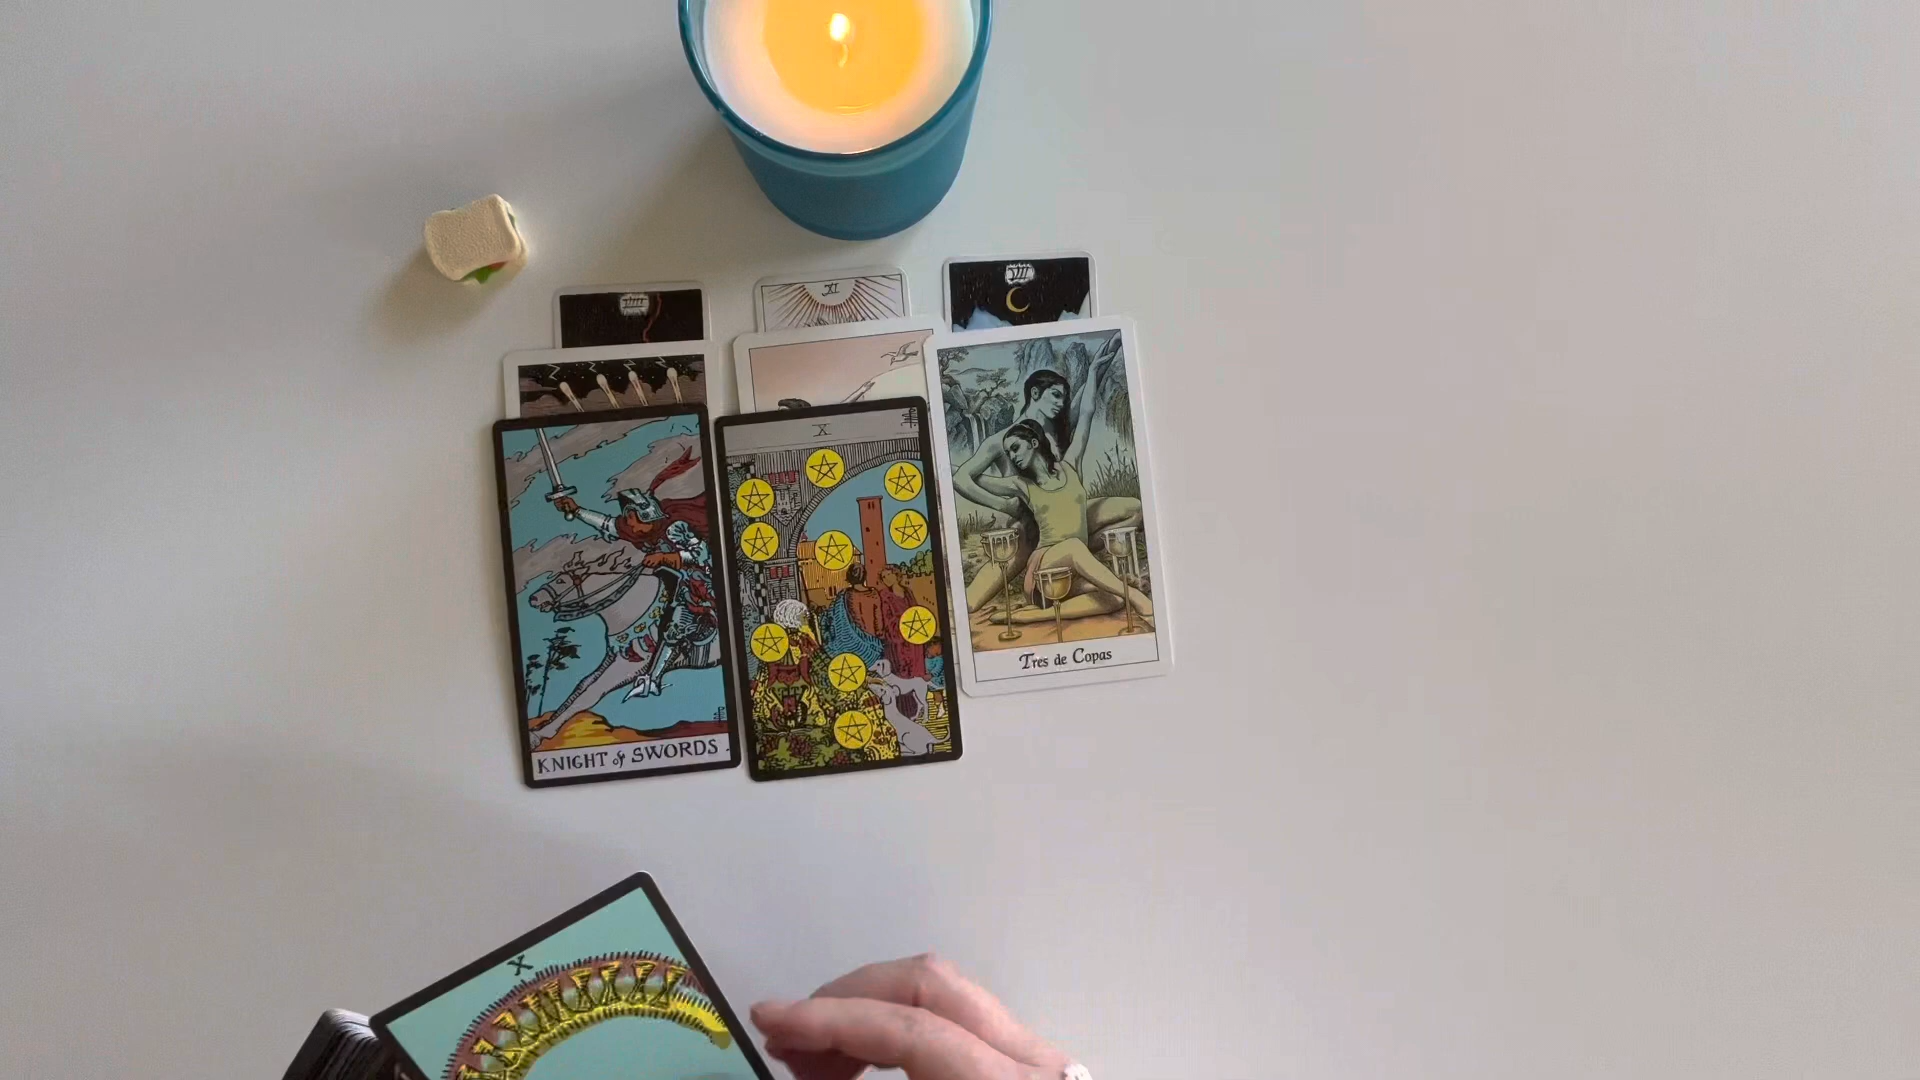 XI
X
KNIGHT of SWORDS.
Tres de Copas
X